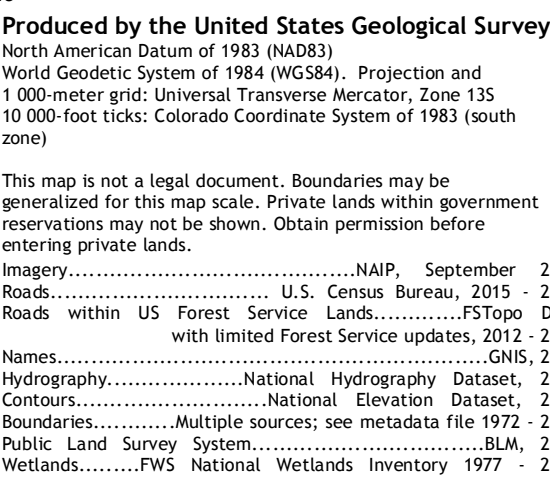 Produced by the United States Geological Survey
North American Datum of 1983 (NAD83)
World Geodetic System of 1984 (WGS84). Projection and
1 000-meter grid: Universal Transverse Mercator, Zone 13S
10 000-foot ticks: Colorado Coordinate System of 1983 (south
zone)
This map is not a legal document. Boundaries may be
generalized for this map scale. Private lands within government
reservations may not be shown. Obtain permission before
entering private lands.
Imagery.......................................NAIP, September 2
Roads.............................. U.S. Census Bureau, 2015 - 2
Roads within US Forest Service Lands.............FSTopo D
with limited Forest Service updates, 2012 - 2
Names...........................................................GNIS, 2
Hydrography...................National Hydrography Dataset, 2
Contours...........................National Elevation Dataset, 2
Boundaries............Multiple sources; see metadata file 1972 - 2
Public Land Survey System.................................BLM, 2
Wetlands.........FWS National Wetlands Inventory 1977 - 2